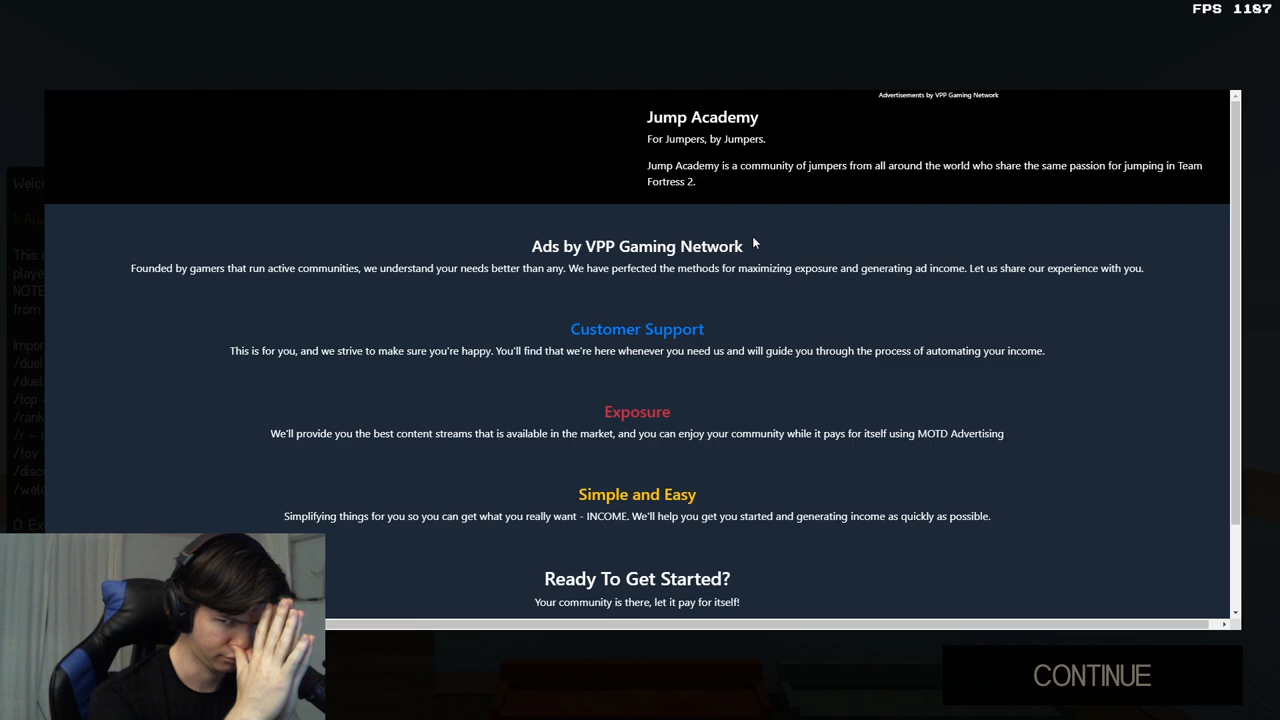 FPS 1187
Advertisements by VPP Gaming Network
Jump Academy
For Jumpers, by Jumpers.
Jump Academy is a community of jumpers from all around the world who share the same passion for jumping in Team
Fortress 2.
Ads by VPP Gaming Network
Founded by gamers that run active communities, we understand your needs better than any. We have perfected the methods for maximizing exposure and generating ad income. Let us share our experience with you.
Customer Support
This is for you, and we strive to make sure you're happy. You'll find that we're here whenever you need us and will guide you through the process of automating your income.
Exposure
We'll provide you the best content streams that is available in the market, and you can enjoy your community while it pays for itself using MOTD Advertising
Simple and Easy
Simplifying things for you so you can get what you really want - INCOME. We'll help you get you started and generating income as quickly as possible.
Ready To Get Started?
Your community is there, let it pay for itself!
This i
NOTE
from
/duel
/duel
/top -
/rank
/r - r
/fov
CONTINUE